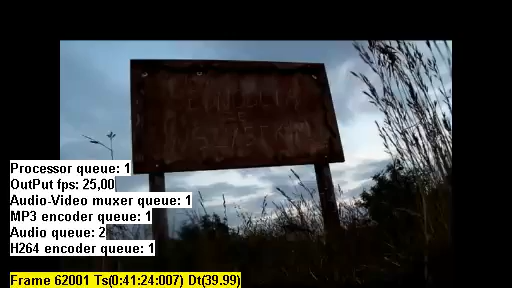 Processor queue: 1
OutPut fps: 25,00
Audio-Video muxer queue: 1
MP3 encoder queue: 1
Audio queue: 2
H264 encoder queue: 1
Frame 62001 Ts(0:41:24:007) Dt(39.99)